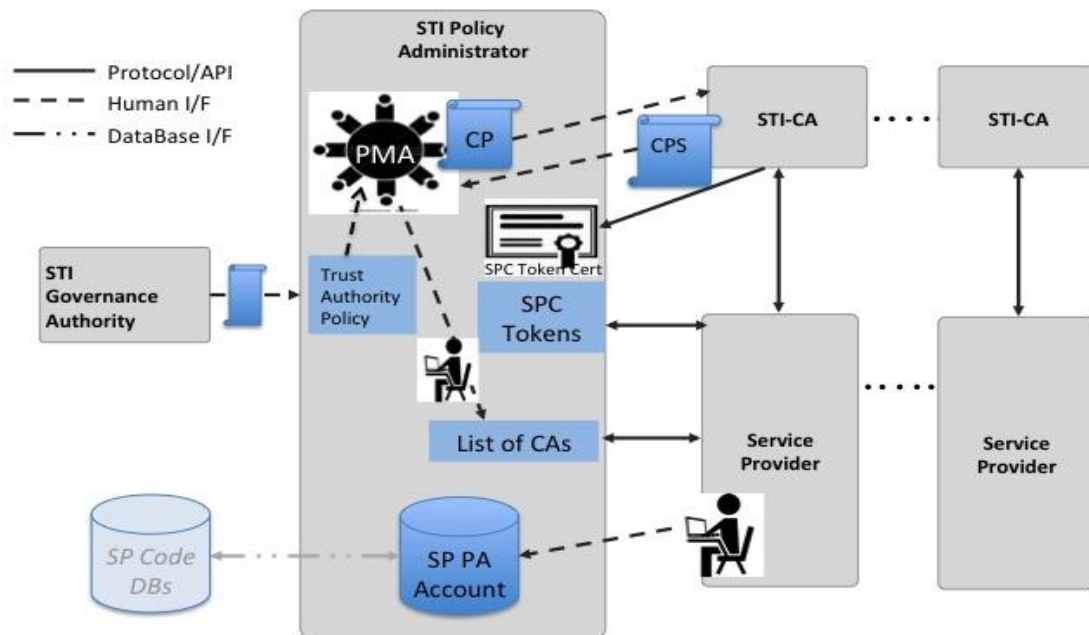 STI Policy
Administrator
Protocol/API
Human I/F
DataBase I/F
PMA
CP
CPS
STI-CA
STI-CA
SPC Token Cert
STI
Governance
Authority
Trust
Authority
Policy
SPC
Tokens
List of CAs
Service
Provider
Service
Provider
SP Code
DBs
SP PA
Account